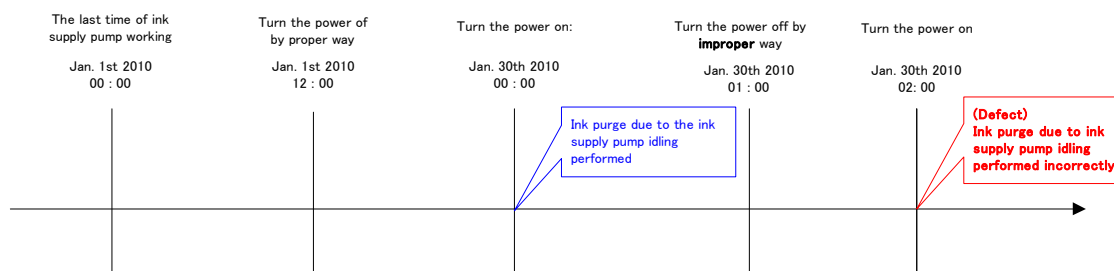 The last time of ink
supply pump working
Jan. 1st 2010
00 : 00
Turn the power of
by proper way
Jan. 1st 2010
12 : 00
Turn the power on:
Jan. 30th 2010
00 : 00
Turn the power off by
improper way
Jan. 30th 2010
01 : 00
Turn the power on
Jan. 30th 2010
02: 00
Ink purge due to the ink
supply pump idling
performed
(Defect)
Ink purge due to ink
supply pump idling
performed incorrectly